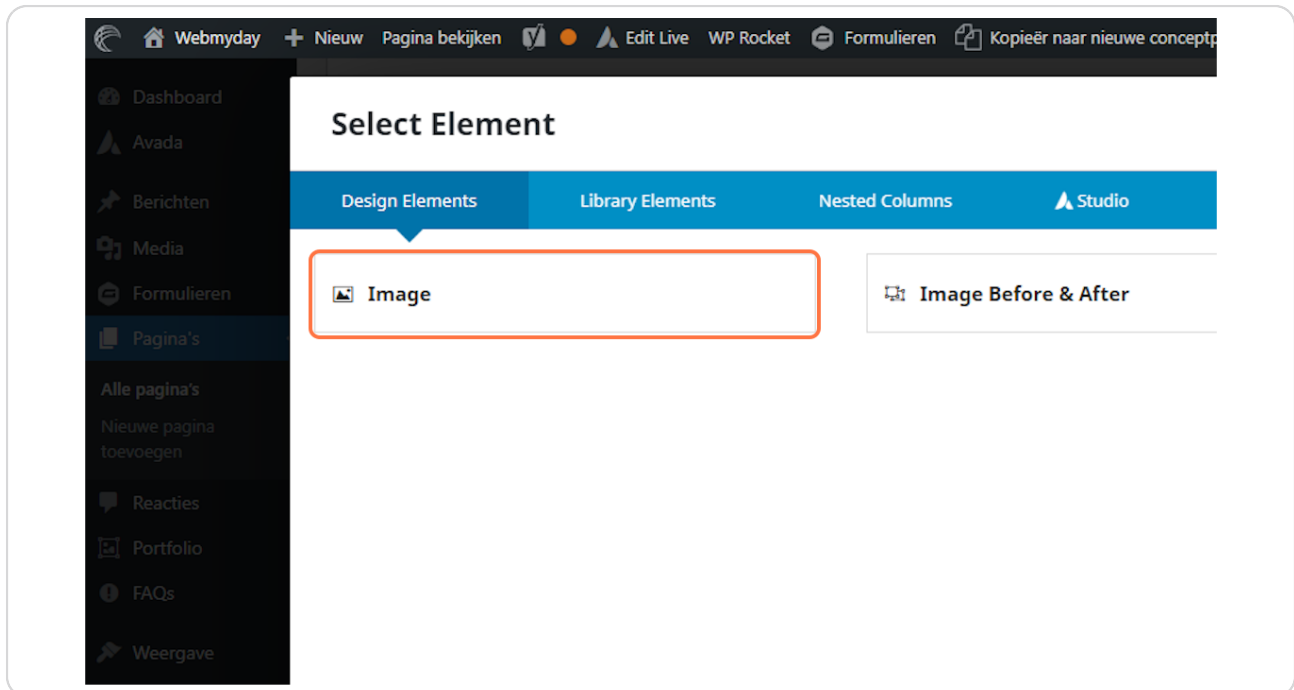 Webmyday Nieuw Pagina bekijken Edit Live WP Rocket Formulieren Kopieër naar nieuwe conceptp
Dashboard
Avada
Berichten
Media
Formulieren
Pagina's
Alle pagina's
Nieuwe pagina
toevoegen
Reacties
Portfolio
FAQs
Weergave
Select Element
Design Elements Library Elements Nested Columns Studio
Image Image Before & After